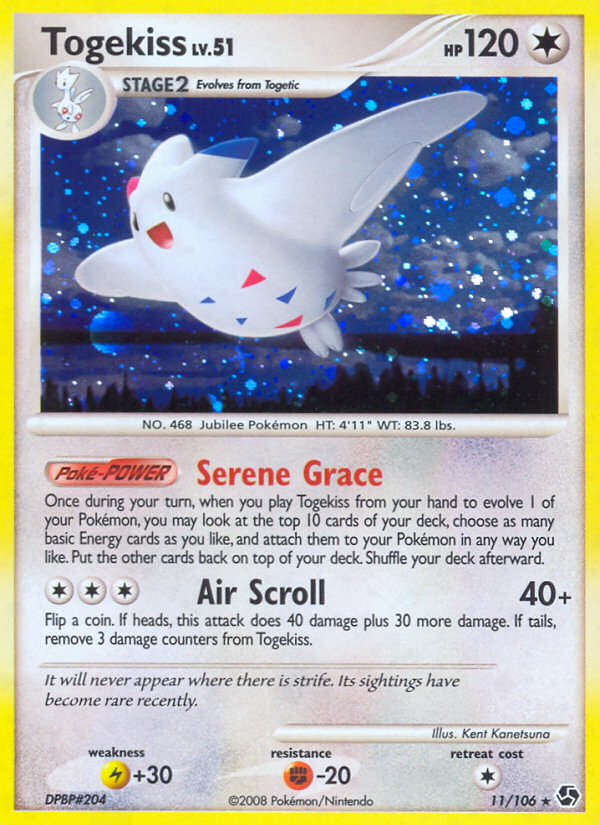 Togekiss LV.51
HP 120
STAGE2 Evolves from Togetic
NO. 468 Jubilee Pokémon HT: 4'11" WT: 83.8 lbs.
Poké-POWER Serene Grace
Once during your turn, when you play Togekiss from your hand to evolve 1 of
your Pokémon, you may look at the top 10 cards of your deck, choose as many
basic Energy cards as you like, and attach them to your Pokémon in any way you
like. Put the other cards back on top of your deck. Shuffle your deck afterward.
Air Scroll 40+
Flip a coin. If heads, this attack does 40 damage plus 30 more damage. If tails,
remove 3 damage counters from Togekiss.
It will never appear where there is strife. Its sightings have
become rare recently.
Illus. Kent Kanetsuna
weakness resistance retreat cost
+30 -20
DPBP#204 ©2008 Pokémon/Nintendo 11/106 ★